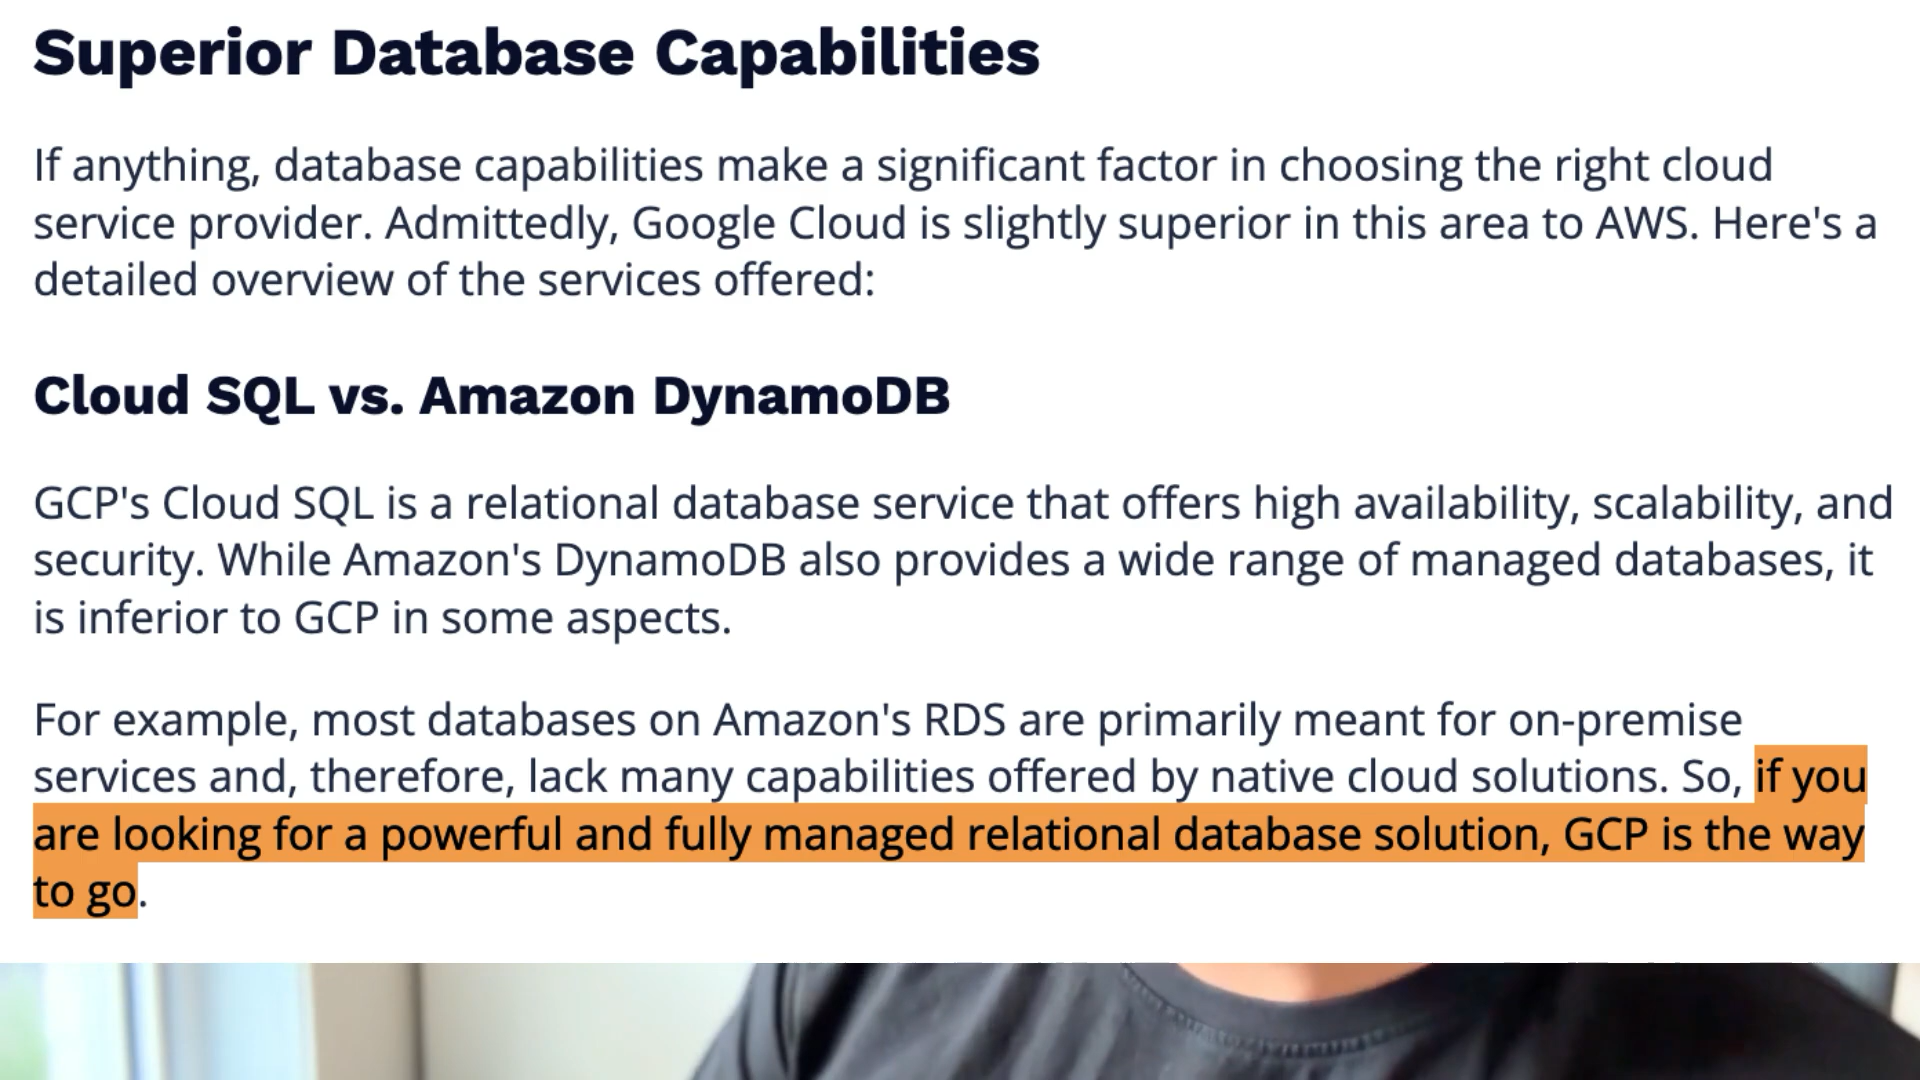 Superior Database Capabilities
If anything, database capabilities make a significant factor in choosing the right cloud
service provider. Admittedly, Google Cloud is slightly superior in this area to AWS. Here's a
detailed overview of the services offered:
Cloud SQL vs. Amazon DynamoDB
GCP's Cloud SQL is a relational database service that offers high availability, scalability, and
security. While Amazon's DynamoDB also provides a wide range of managed databases, it
is inferior to GCP in some aspects.
For example, most databases on Amazon's RDS are primarily meant for on-premise
services and, therefore, lack many capabilities offered by native cloud solutions. So, if you
are looking for a powerful and fully managed relational database solution, GCP is the way
to go.